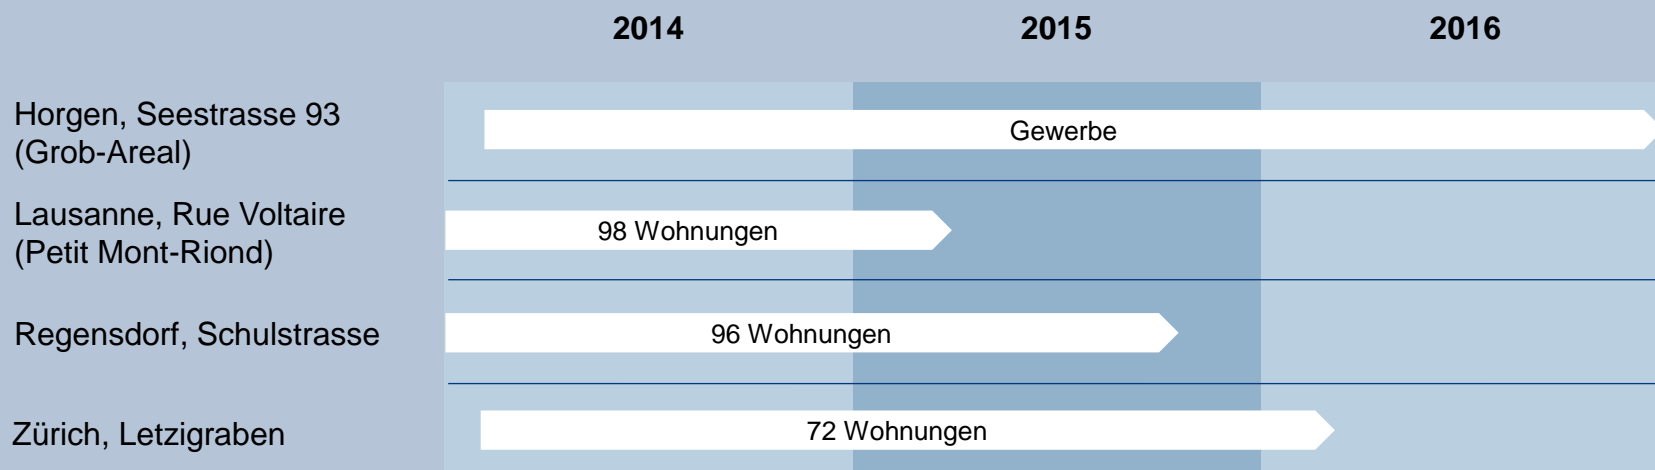 2014 2015 2016
Horgen, Seestrasse 93
(Grob-Areal)
Gewerbe
Lausanne, Rue Voltaire
(Petit Mont-Riond)
98 Wohnungen
Regensdorf, Schulstrasse
96 Wohnungen
Zürich, Letzigraben
72 Wohnungen